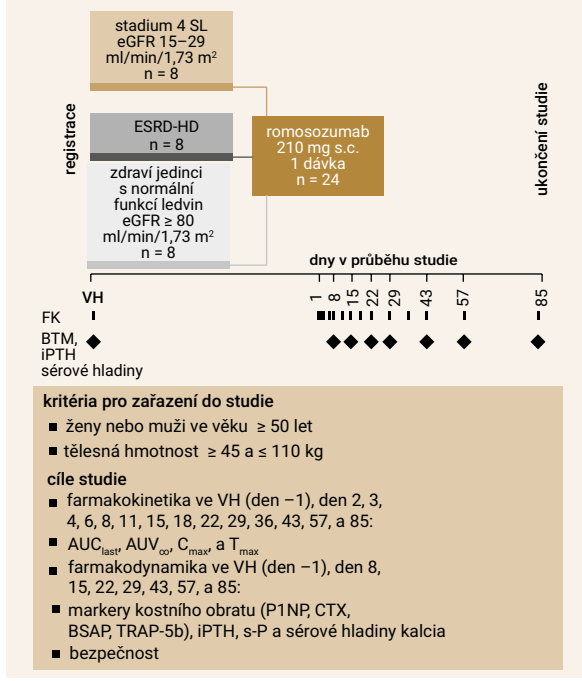 stadium 4 SL
eGFR 15–29
ml/min/1,73 m²
n = 8
registrace
ESRD-HD
n = 8
zdraví jedinci
s normální
funkcí ledvin
eGFR ≥ 80
ml/min/1,73 m²
n = 8
romosozumab
210 mg s.c.
1 dávka
n = 24
ukončení studie
dny v průběhu studie
VH 1 8 15 22 29 43 57 85
FK
BTM,
iPTH
sérové hladiny
kritéria pro zařazení do studie
■ ženy nebo muži ve věku ≥ 50 let
■ tělesná hmotnost ≥ 45 a ≤ 110 kg
cíle studie
■ farmakokinetika ve VH (den −1), den 2, 3,
4, 6, 8, 11, 15, 18, 22, 29, 36, 43, 57, a 85:
■ AUClast, AUV∞, Cmax, a Tmax
■ farmakodynamika ve VH (den −1), den 8,
15, 22, 29, 43, 57, a 85:
■ markery kostního obratu (P1NP, CTX,
BSAP, TRAP-5b), iPTH, s-P a sérové hladiny kalcia
■ bezpečnost